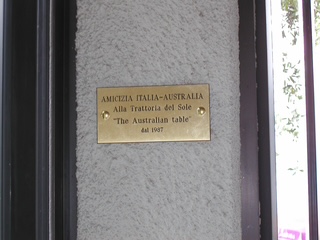 AMICIZIA ITALIA-AUSTRALIA
Alla Trattoria del Sole
"The Australian table"
dal 1987